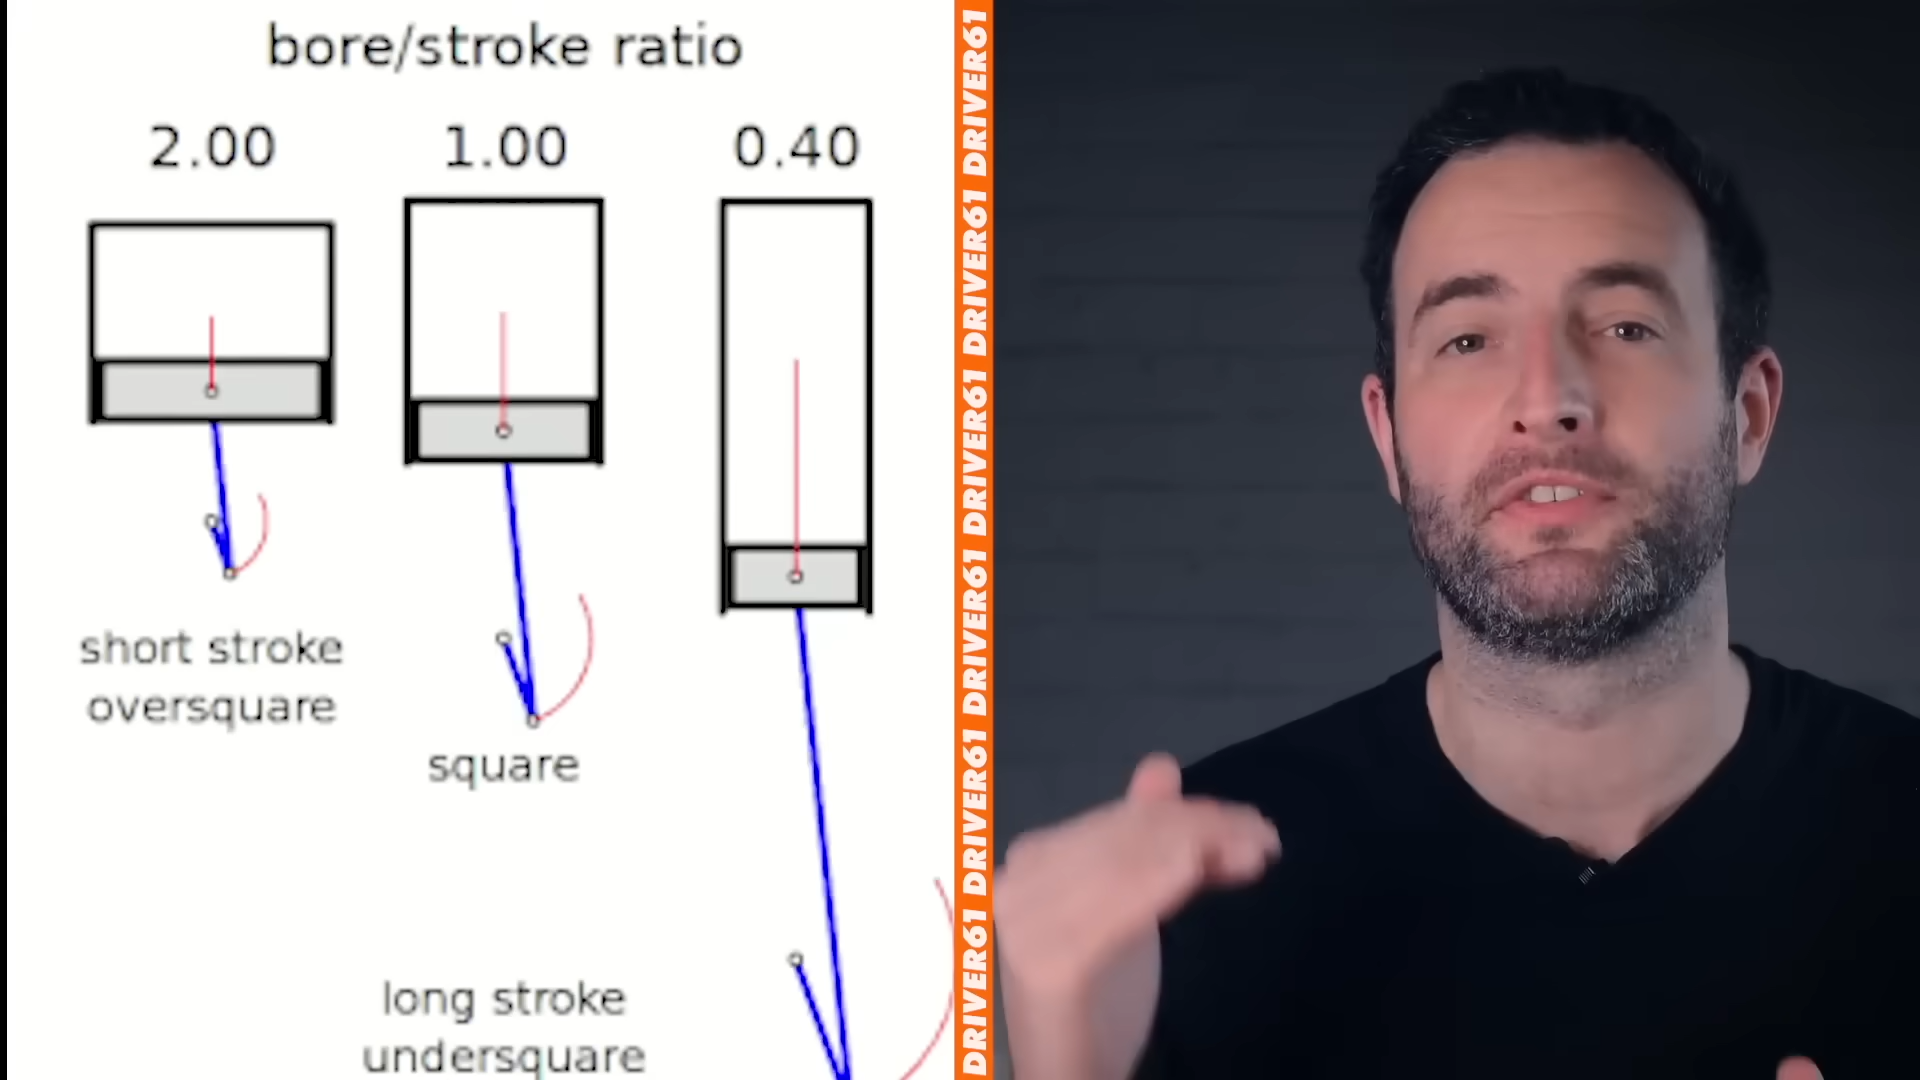 bore/stroke ratio
2.00 1.00 0.40
short stroke
oversquare
square
long stroke
undersquare
DRIVER61 DRIVER61 DRIVER61 DRIVER61 DRIVER61 DRIVER61